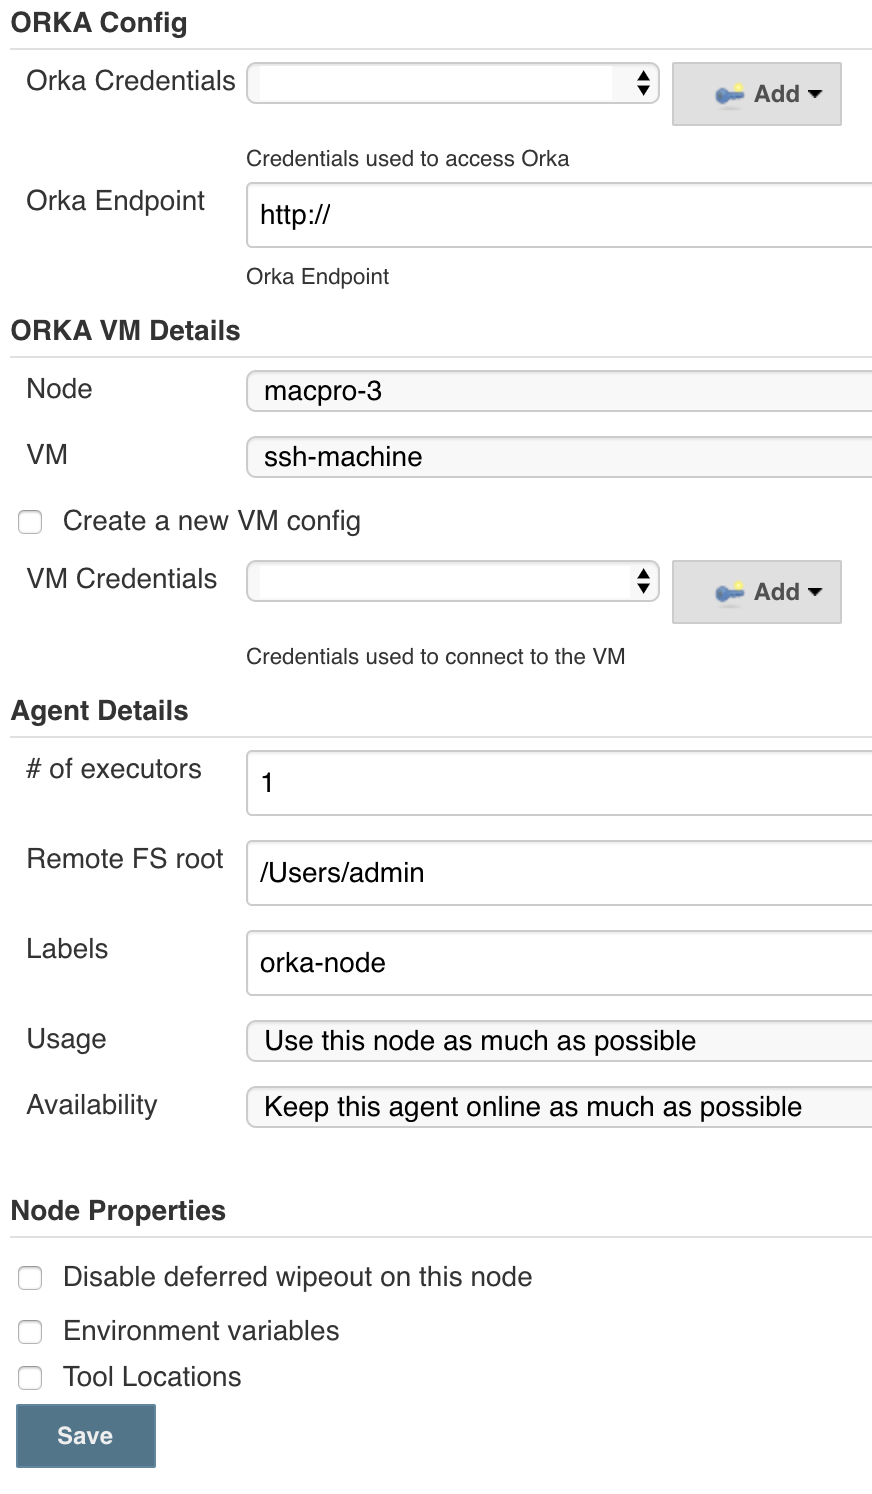 ORKA Config
Orka Credentials
Add
Credentials used to access Orka
Orka Endpoint
http://
Orka Endpoint
ORKA VM Details
Node
macpro-3
VM
ssh-machine
Create a new VM config
VM Credentials
Add
Credentials used to connect to the VM
Agent Details
# of executors
1
Remote FS root
/Users/admin
Labels
orka-node
Usage
Use this node as much as possible
Availability
Keep this agent online as much as possible
Node Properties
Disable deferred wipeout on this node
Environment variables
Tool Locations
Save